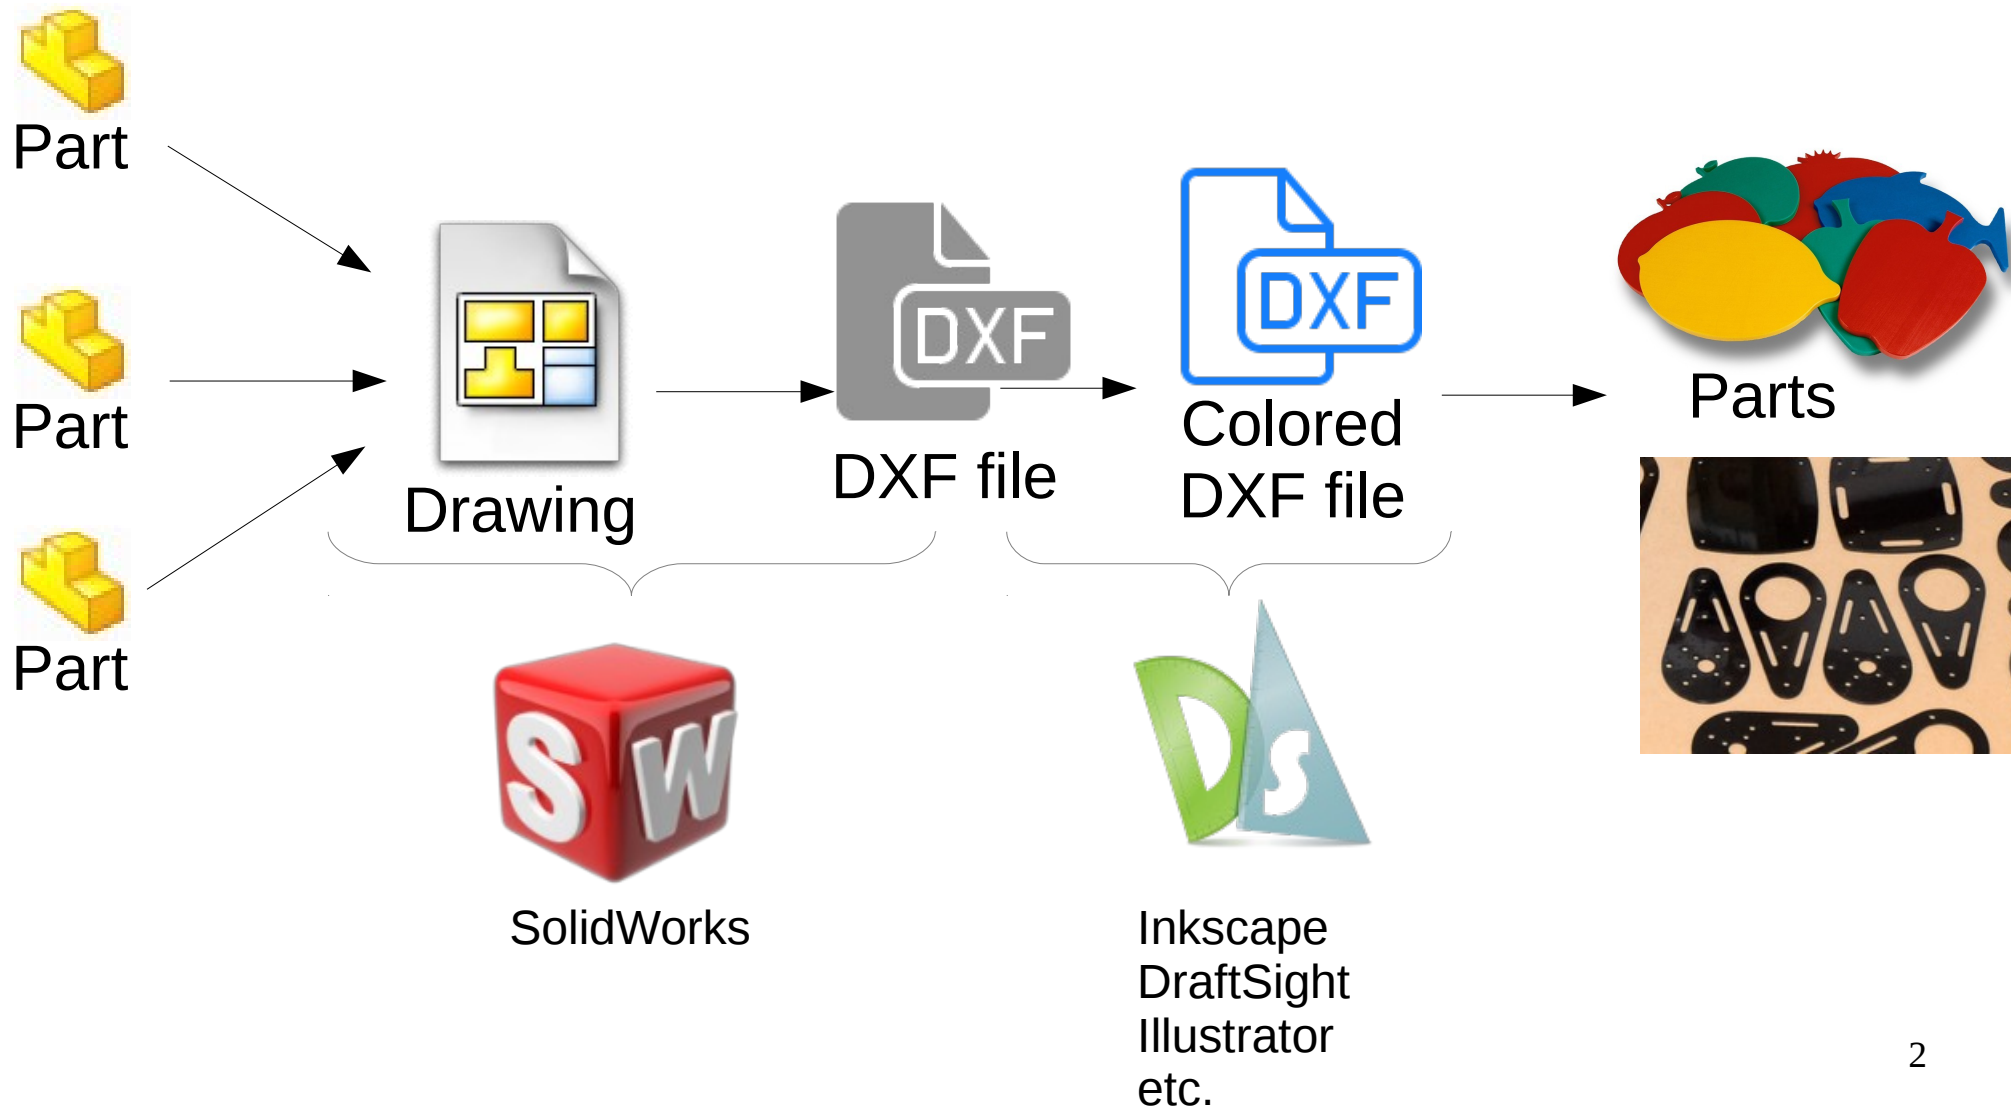 Part
Part
Part
Drawing
DXF
DXF file
DXF
Colored
DXF file
Parts
SW
SolidWorks
DS
Inkscape
DraftSight
Illustrator
etc.
2